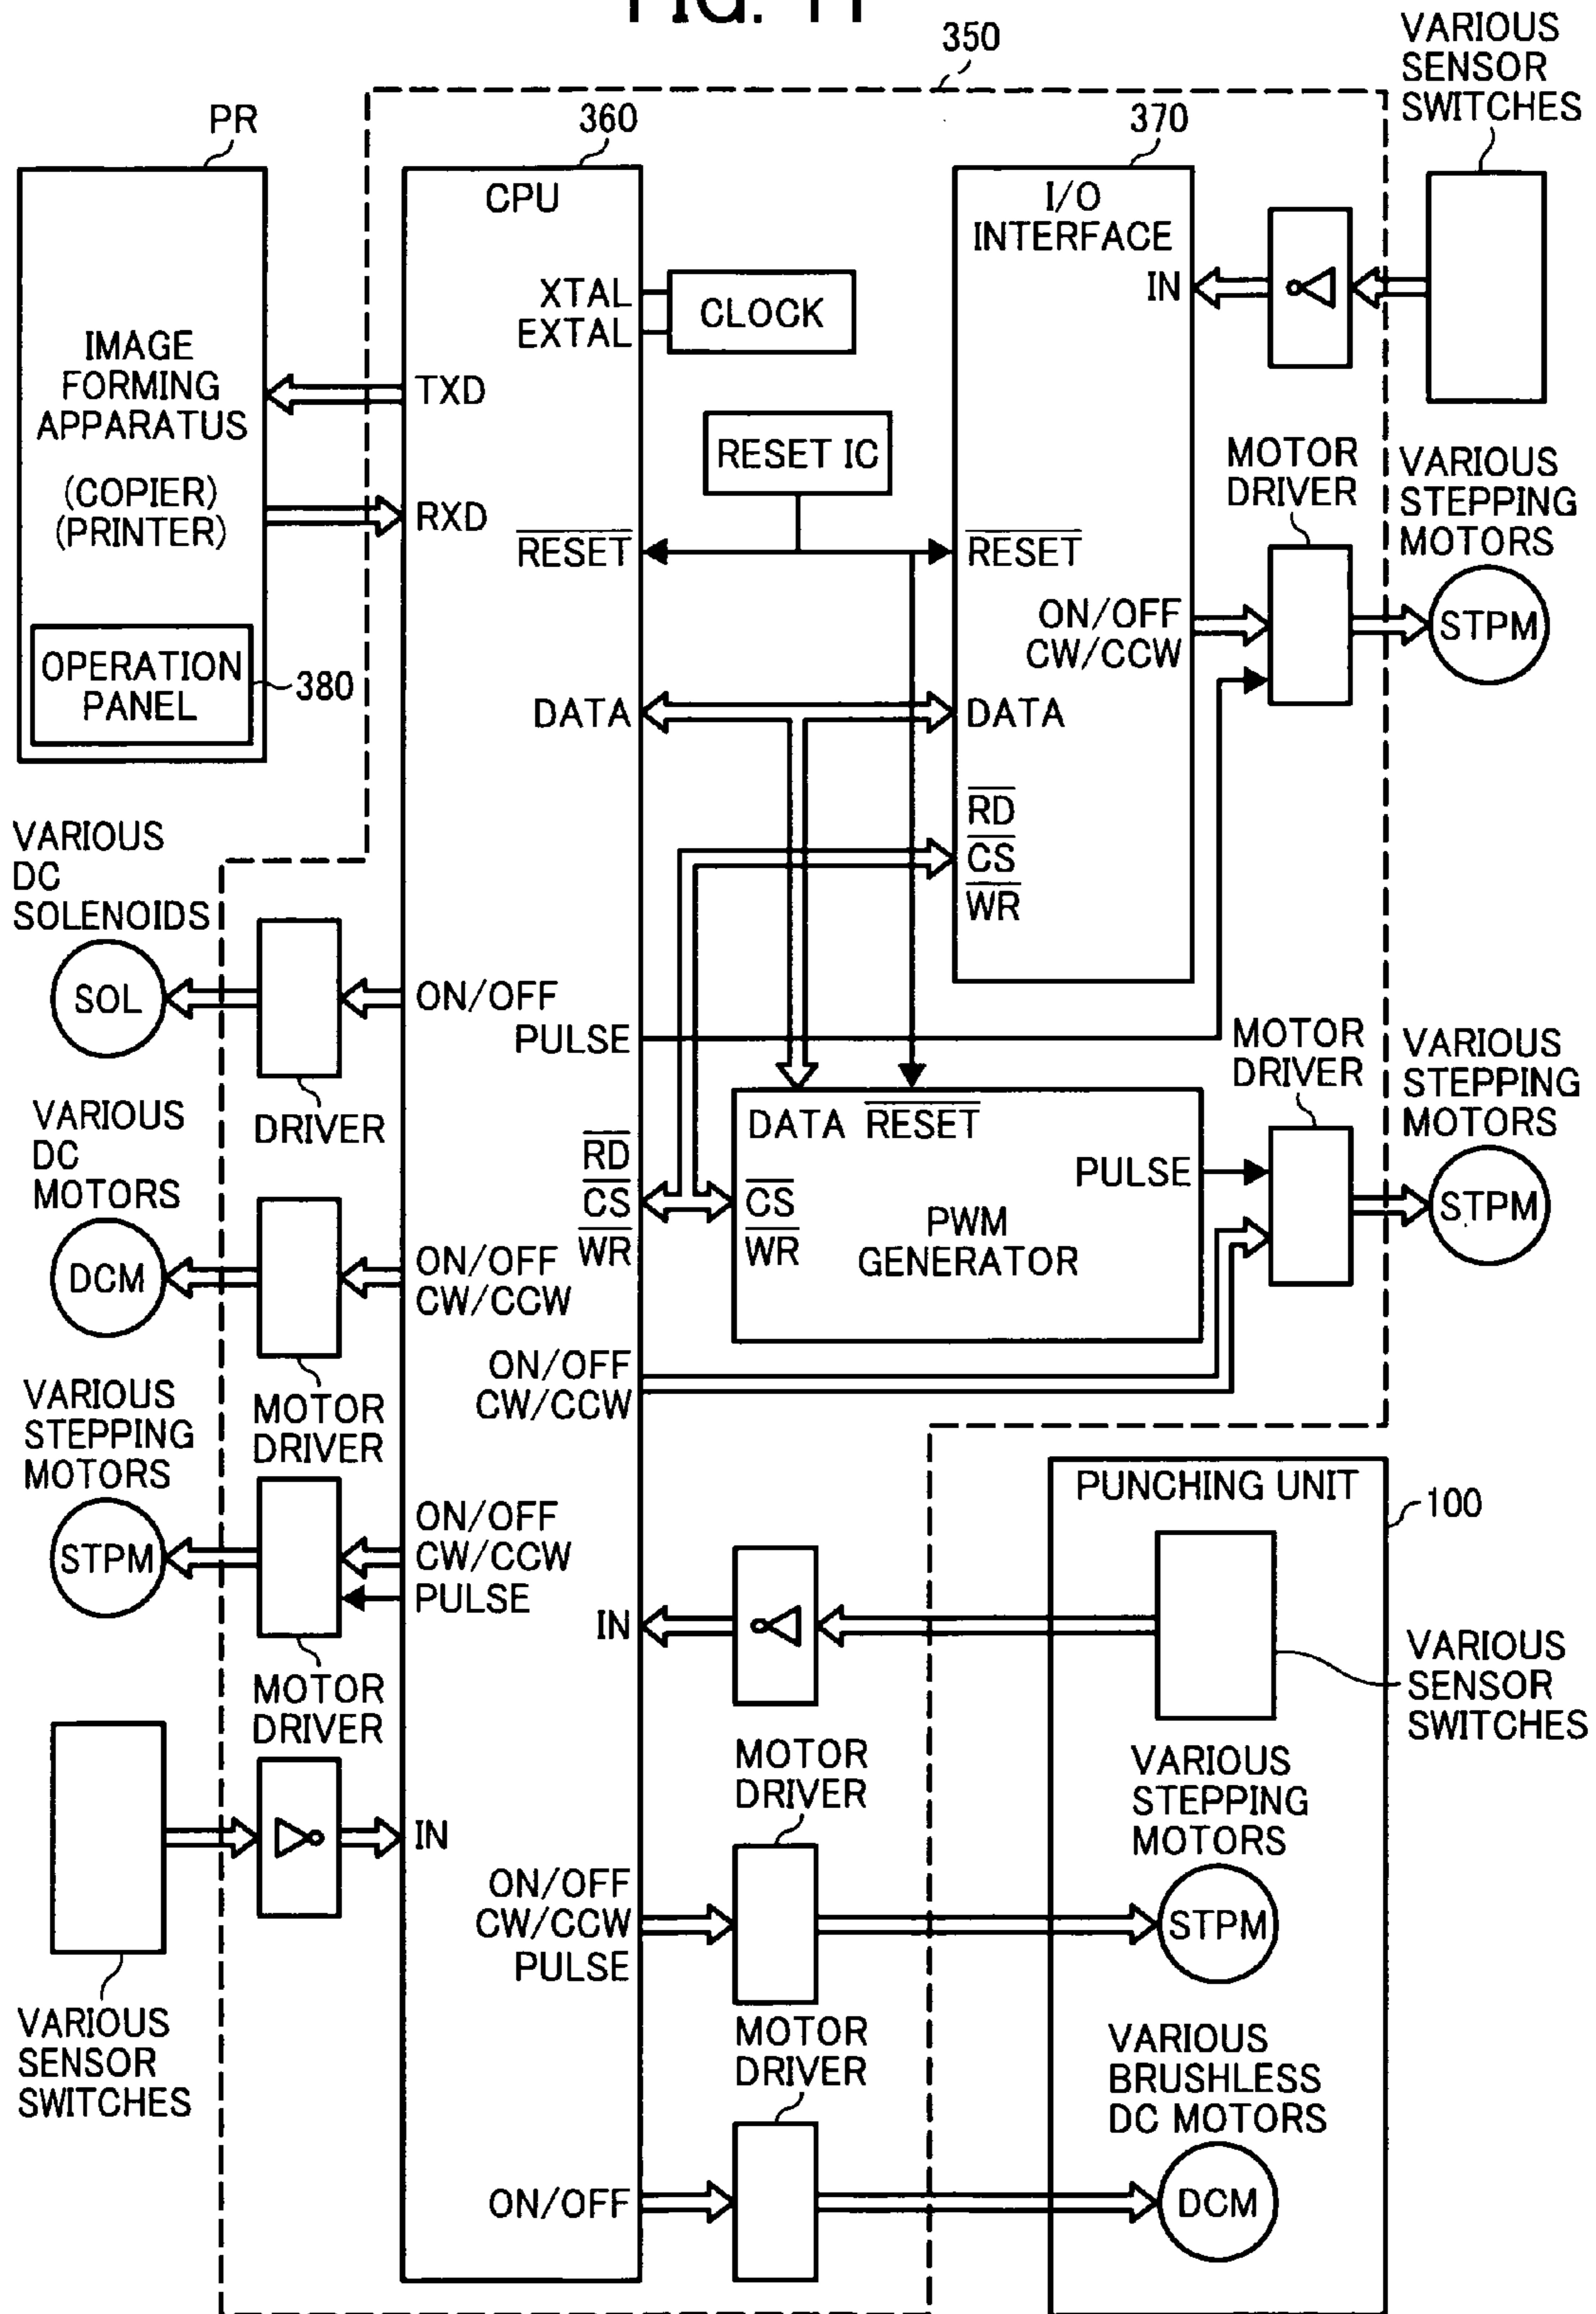 FIG. 11
350
VARIOUS
SENSOR
SWITCHES
PR
360
370
CPU
I/O
INTERFACE
XTAL
EXTAL
CLOCK
IN
IMAGE
FORMING
APPARATUS
(COPIER)
(PRINTER)
TXD
RXD
RESET IC
RESET
RESET
MOTOR
DRIVER
VARIOUS
STEPPING
MOTORS
ON/OFF
CW/CCW
STPM
OPERATION
PANEL
380
DATA
DATA
RD
CS
WR
VARIOUS
DC
SOLENOIDS
SOL
ON/OFF
PULSE
DRIVER
MOTOR
DRIVER
VARIOUS
STEPPING
MOTORS
DATA RESET
PULSE
CS
WR
PWM
GENERATOR
STPM
RD
CS
WR
VARIOUS
DC
MOTORS
DCM
ON/OFF
CW/CCW
MOTOR
DRIVER
ON/OFF
CW/CCW
VARIOUS
STEPPING
MOTORS
STPM
ON/OFF
CW/CCW
PULSE
MOTOR
DRIVER
PUNCHING UNIT
100
IN
VARIOUS
SENSOR
SWITCHES
IN
VARIOUS
SENSOR
SWITCHES
MOTOR
DRIVER
VARIOUS
STEPPING
MOTORS
ON/OFF
CW/CCW
PULSE
STPM
MOTOR
DRIVER
VARIOUS
BRUSHLESS
DC MOTORS
ON/OFF
DCM